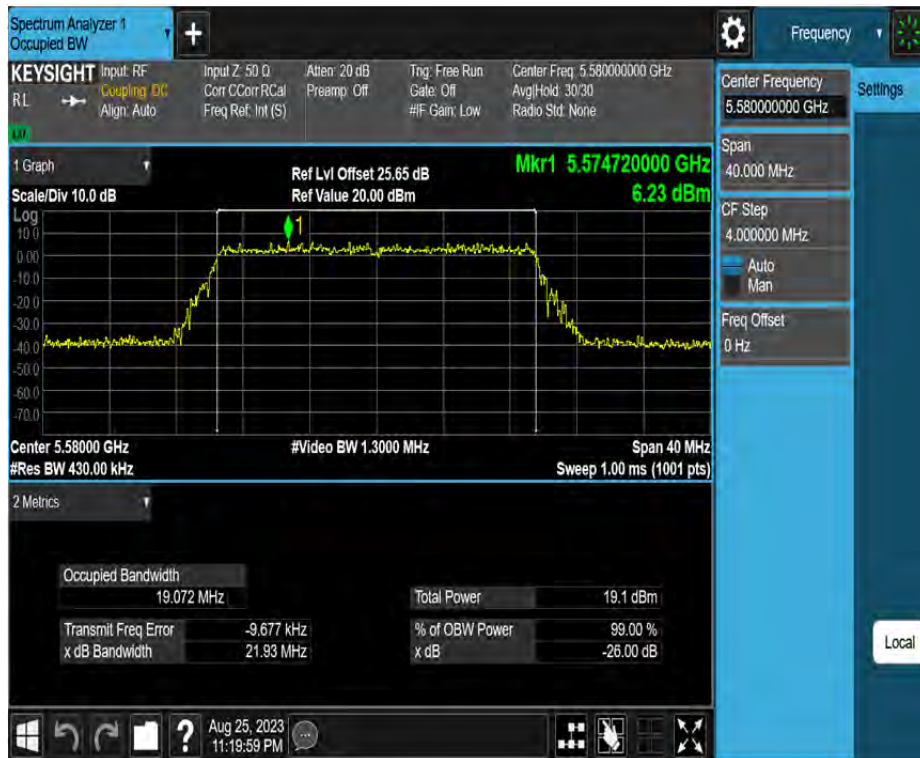 Spectrum Analyzer 1
Occupied BW
Frequency
KEYSIGHT
Input: RF
Input Z: 50 Ω
Atten: 20 dB
Trig: Free Run
Center Freq: 5.580000000 GHz
RL
Coupling: DC
Corr CCorr RCal
Preamp: Off
Gate: Off
Avg|Hold: 30/30
Align: Auto
Freq Ref: Int (S)
#IF Gain: Low
Radio Std: None
Center Frequency
5.580000000 GHz
Settings
Span
40.000 MHz
CF Step
4.000000 MHz
Auto
Man
Freq Offset
0 Hz
1 Graph
Ref Lvl Offset 25.65 dB
Mkr1 5.574720000 GHz
Scale/Div 10.0 dB
Ref Value 20.00 dBm
6.23 dBm
Log
10.0
1
0.00
-10.0
-20.0
-30.0
-40.0
-50.0
-60.0
-70.0
Center 5.58000 GHz
#Video BW 1.3000 MHz
Span 40 MHz
#Res BW 430.00 kHz
Sweep 1.00 ms (1001 pts)
2 Metrics
Occupied Bandwidth
19.072 MHz
Total Power 19.1 dBm
Transmit Freq Error -9.677 kHz
% of OBW Power 99.00 %
x dB Bandwidth 21.93 MHz
x dB -26.00 dB
Local
Aug 25, 2023
11:19:59 PM